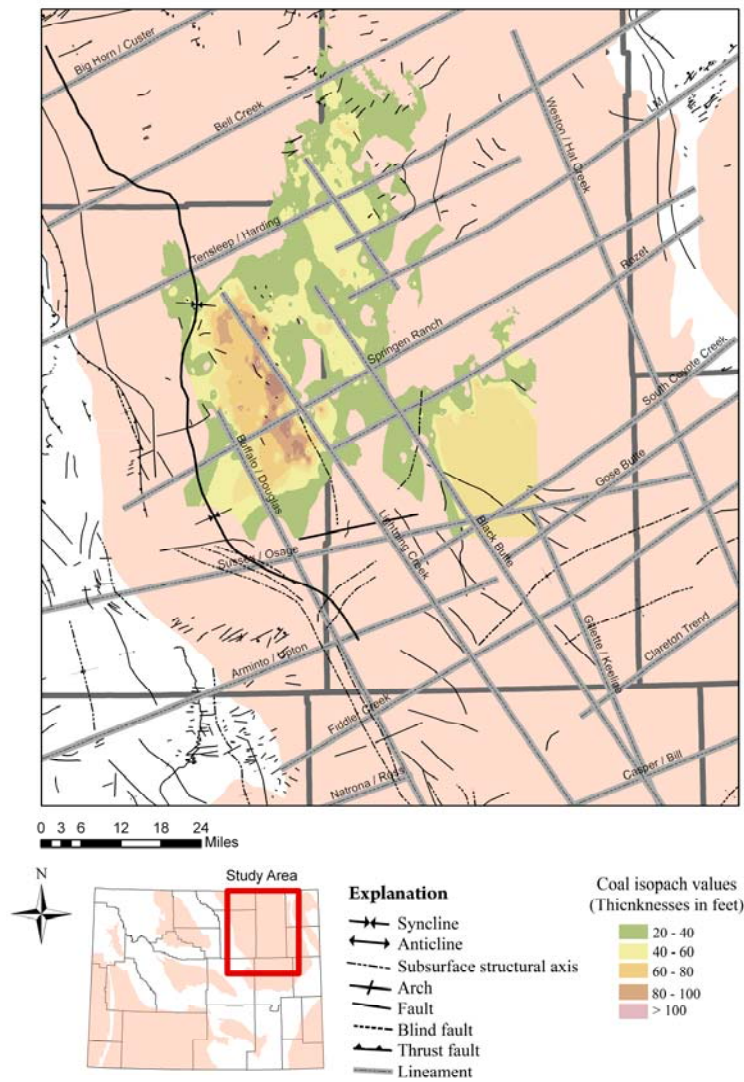 Big Horn / Custer
Bell Creek
Weston / Hat Creek
Tensleep / Harding
Rozet
Springen Ranch
South Coyote Creek
Gose Butte
Buffalo / Douglas
Lightning Creek
Black Butte
Sussex / Osage
Arminto / Upton
Gillette / Keeline
Clareton Trend
Fiddler Creek
Natrona / Ross
Casper / Bill
0 3 6 12 18 24
Miles
N
Study Area
Explanation
Syncline
Anticline
Subsurface structural axis
Arch
Fault
Blind fault
Thrust fault
Lineament
Coal isopach values
(Thicnknesses in feet)
20 - 40
40 - 60
60 - 80
80 - 100
> 100